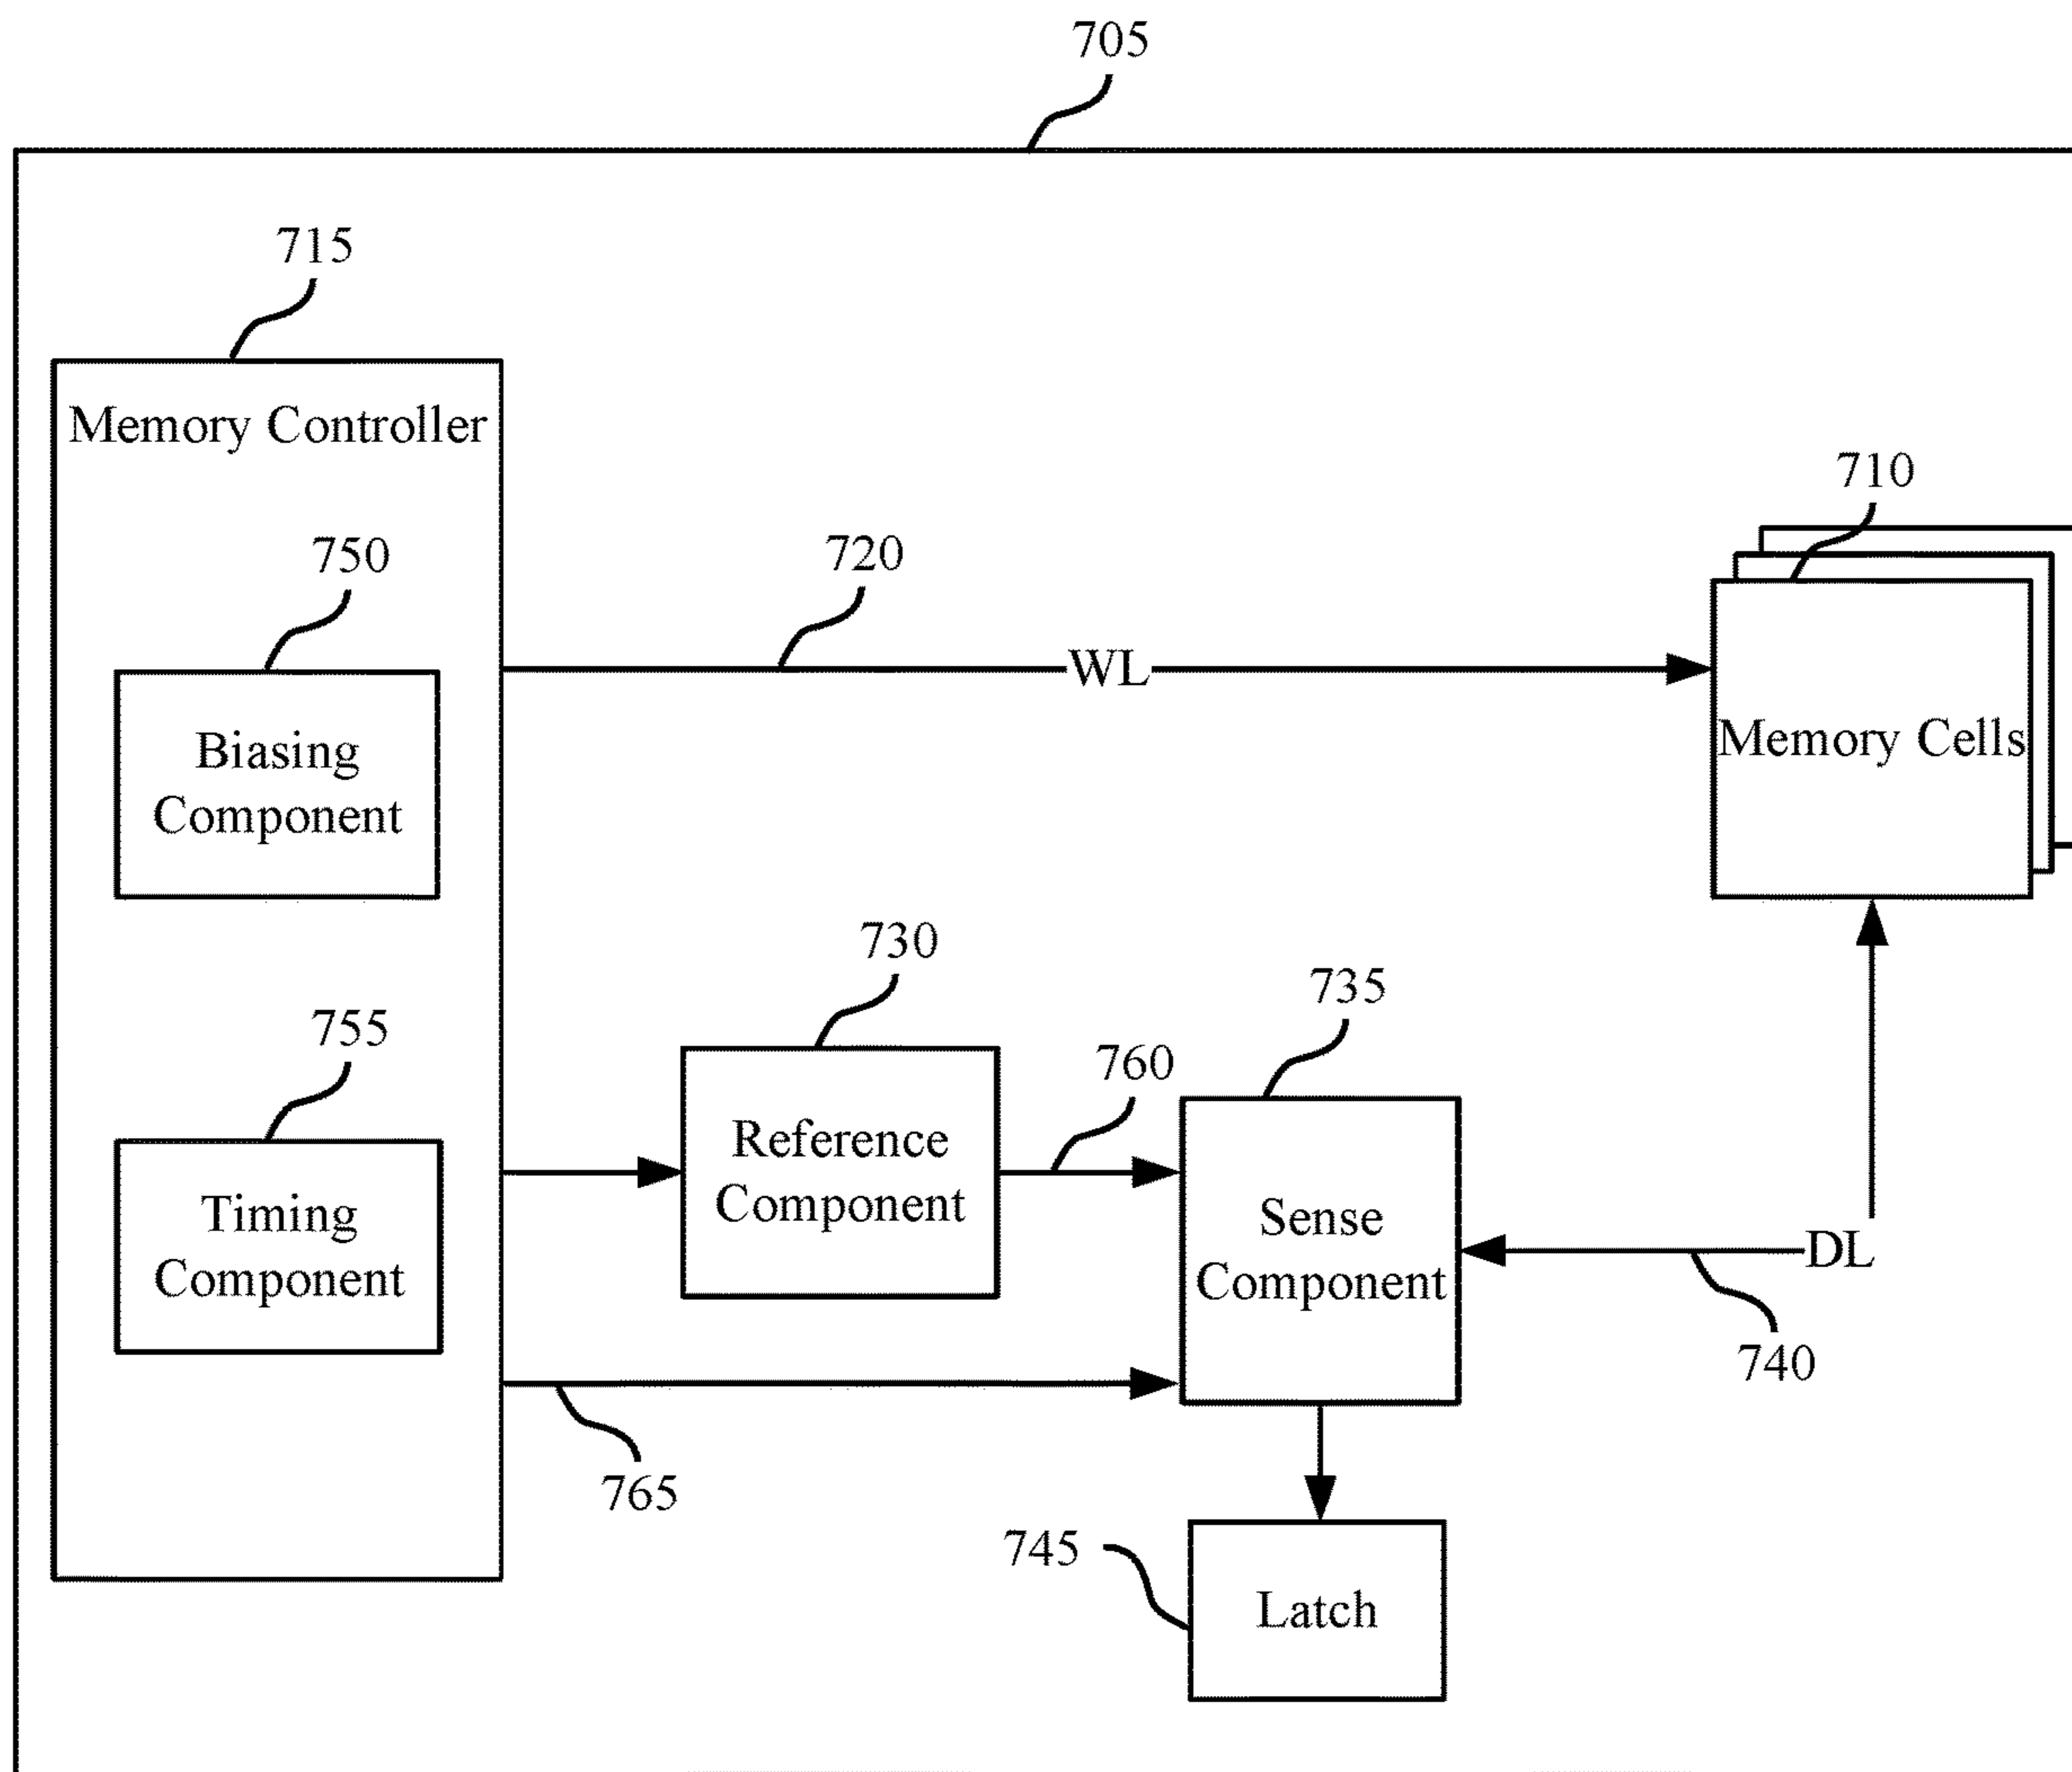 705
715
Memory Controller
710
750
720
Biasing
Component
WL
Memory Cells
730
735
755
760
Reference
Component
Timing
Component
Sense
Component
DL
740
765
745
Latch